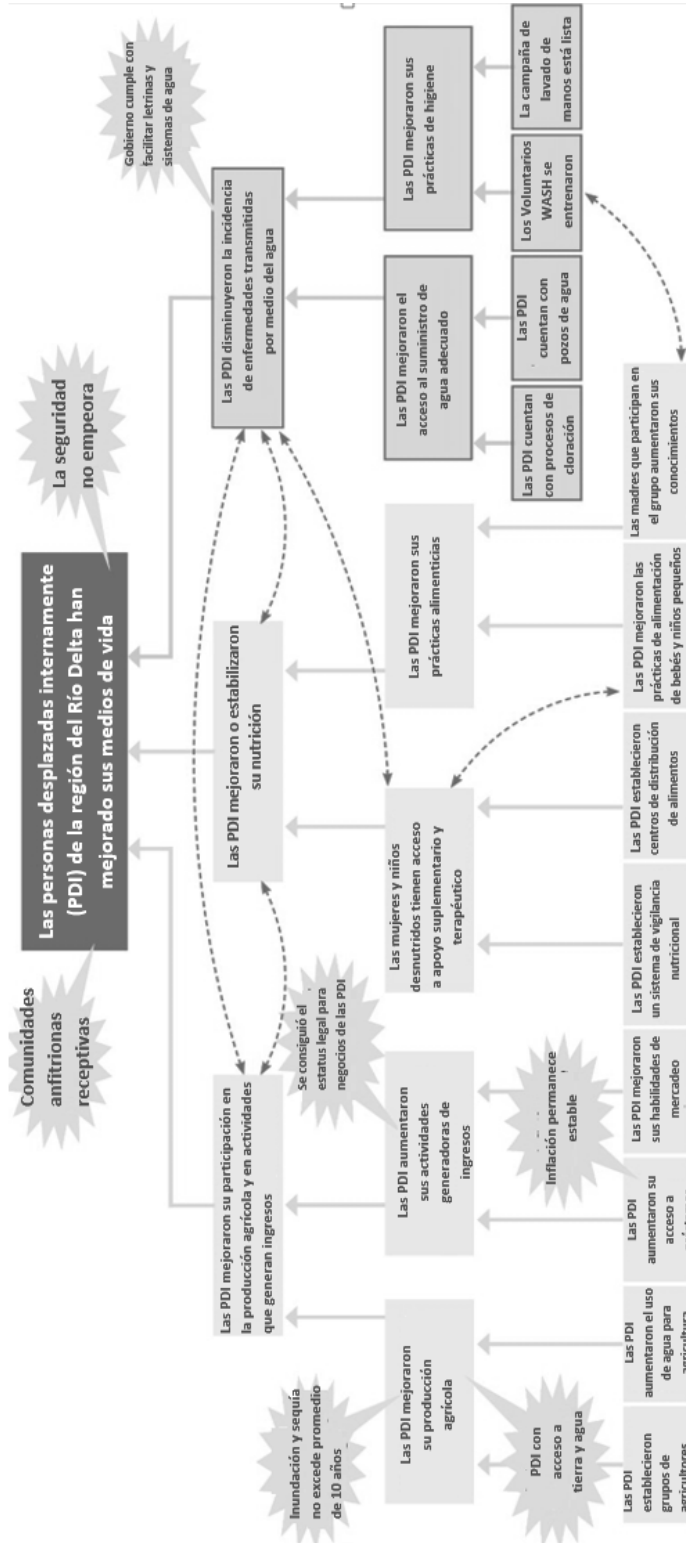 Comunidades
anfitrionas
receptivas
Las personas desplazadas internamente
(PDI) de la región del Río Delta han
mejorado sus medios de vida
La seguridad
no empeora
Las PDI mejoraron su participación en
la producción agrícola y en actividades
que generan ingresos
Las PDI mejoraron o estabilizaron
su nutrición
Las PDI disminuyeron la incidencia
de enfermedades transmitidas
por medio del agua
Gobierno cumple con
facilitar letrinas y
sistemas de agua
Inundación y sequía
no excede promedio
de 10 años
Se consiguió el
estatus legal para
negocios de las PDI
Las PDI mejoraron
su producción
agrícola
Las PDI aumentaron
sus actividades
generadoras de
ingresos
Las mujeres y niños
desnutridos tienen acceso
a apoyo suplementario y
terapéutico
Las PDI mejoraron sus
prácticas alimenticias
Las PDI mejoraron el
acceso al suministro de
agua adecuado
Las PDI mejoraron sus
prácticas de higiene
PDI con
acceso a
tierra y agua
Inflación permanece
estable
Las PDI cuentan
con procesos de
cloración
Las PDI
cuentan con
pozos de agua
Los Voluntarios
WASH se
entrenaron
La campaña de
lavado de
manos está lista
Las PDI
establecieron
grupos de
agricultores
Las PDI
aumentaron el uso
de agua para
agricultura
Las PDI
aumentaron su
acceso a
Las PDI mejoraron
sus habilidades de
mercadeo
Las PDI establecieron
un sistema de vigilancia
nutricional
Las PDI establecieron
centros de distribución
de alimentos
Las PDI mejoraron las
prácticas de alimentación
de bebés y niños pequeños
Las madres que participan en
el grupo aumentaron sus
conocimientos